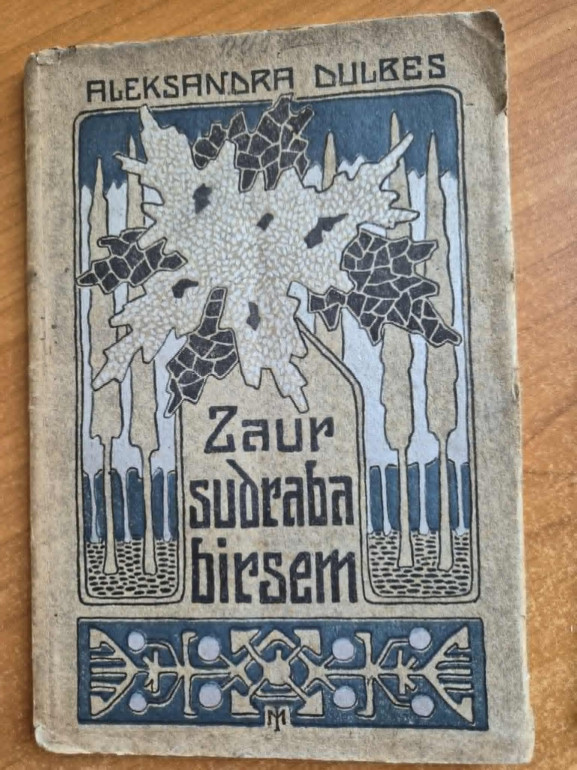 ALEKSANDRA DULBES
Zaur
sudraba
birsem